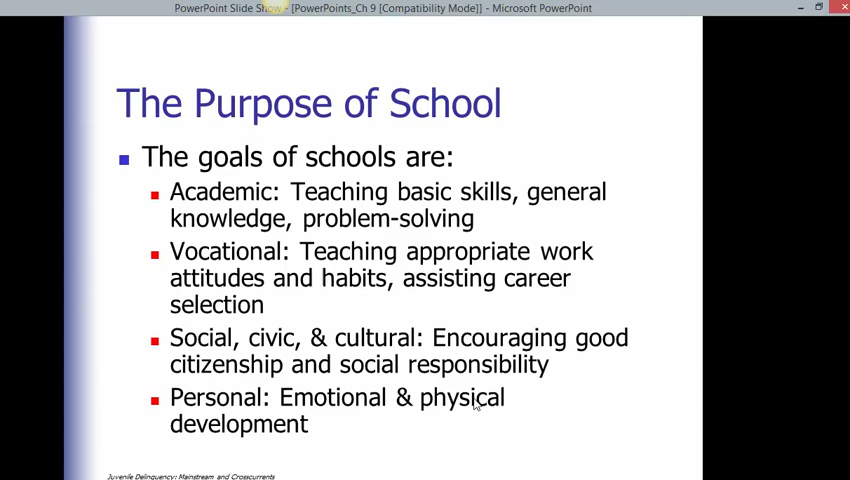 PowerPoint Slide Show - [PowerPoints_Ch 9 [Compatibility Mode]] - Microsoft PowerPoint
The Purpose of School
The goals of schools are:
Academic: Teaching basic skills, general
knowledge, problem-solving
Vocational: Teaching appropriate work
attitudes and habits, assisting career
selection
Social, civic, & cultural: Encouraging good
citizenship and social responsibility
Personal: Emotional & physical
development
Juvenile Delinquency: Mainstream and Crosscurrents